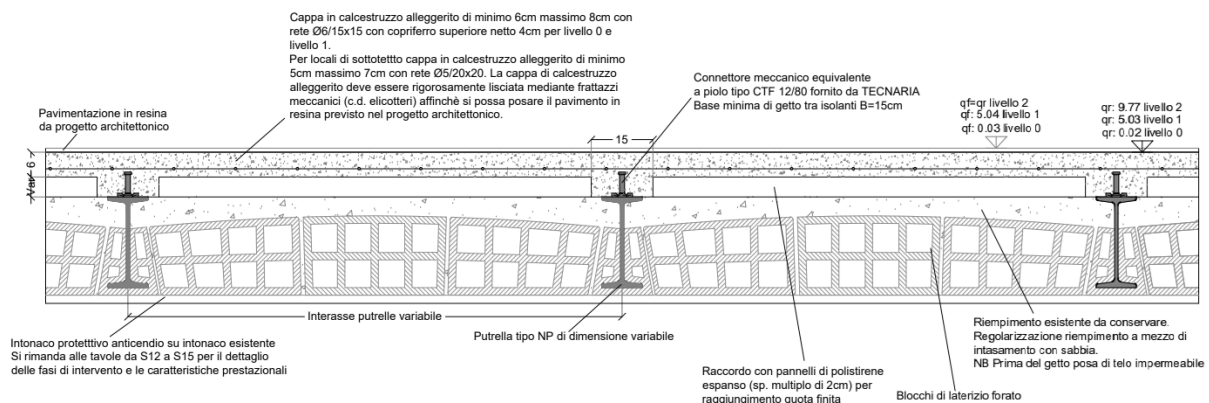 Cappa in calcestruzzo alleggerito di minimo 6cm massimo 8cm con
rete Ø6/15x15 con copriferro superiore netto 4cm per livello 0 e
livello 1.
Per locali di sottotettto cappa in calcestruzzo alleggerito di minimo
5cm massimo 7cm con rete Ø5/20x20. La cappa di calcestruzzo
alleggerito deve essere rigorosamente lisciata mediante frattazzi
meccanici (c.d. elicotteri) affinchè si possa posare il pavimento in
resina previsto nel progetto architettonico.
Connettore meccanico equivalente
a piolo tipo CTF 12/80 fornito da TECNARIA
Base minima di getto tra isolanti B=15cm
Pavimentazione in resina
da progetto architettonico
qf=qr livello 2
qf: 5.04 livello 1
qf: 0.03 livello 0
qr: 9.77 livello 2
qr: 5.03 livello 1
qr: 0.02 livello 0
15
6
Var
Interasse putrelle variabile
Intonaco protetttivo anticendio su intonaco esistente
Si rimanda alle tavole da S12 a S15 per il dettaglio
delle fasi di intervento e le caratteristiche prestazionali
Putrella tipo NP di dimensione variabile
Raccordo con pannelli di polistirene
espanso (sp. multiplo di 2cm) per
raggiungimento quota finita
Blocchi di laterizio forato
Riempimento esistente da conservare.
Regolarizzazione riempimento a mezzo di
intasamento con sabbia.
NB Prima del getto posa di telo impermeabile